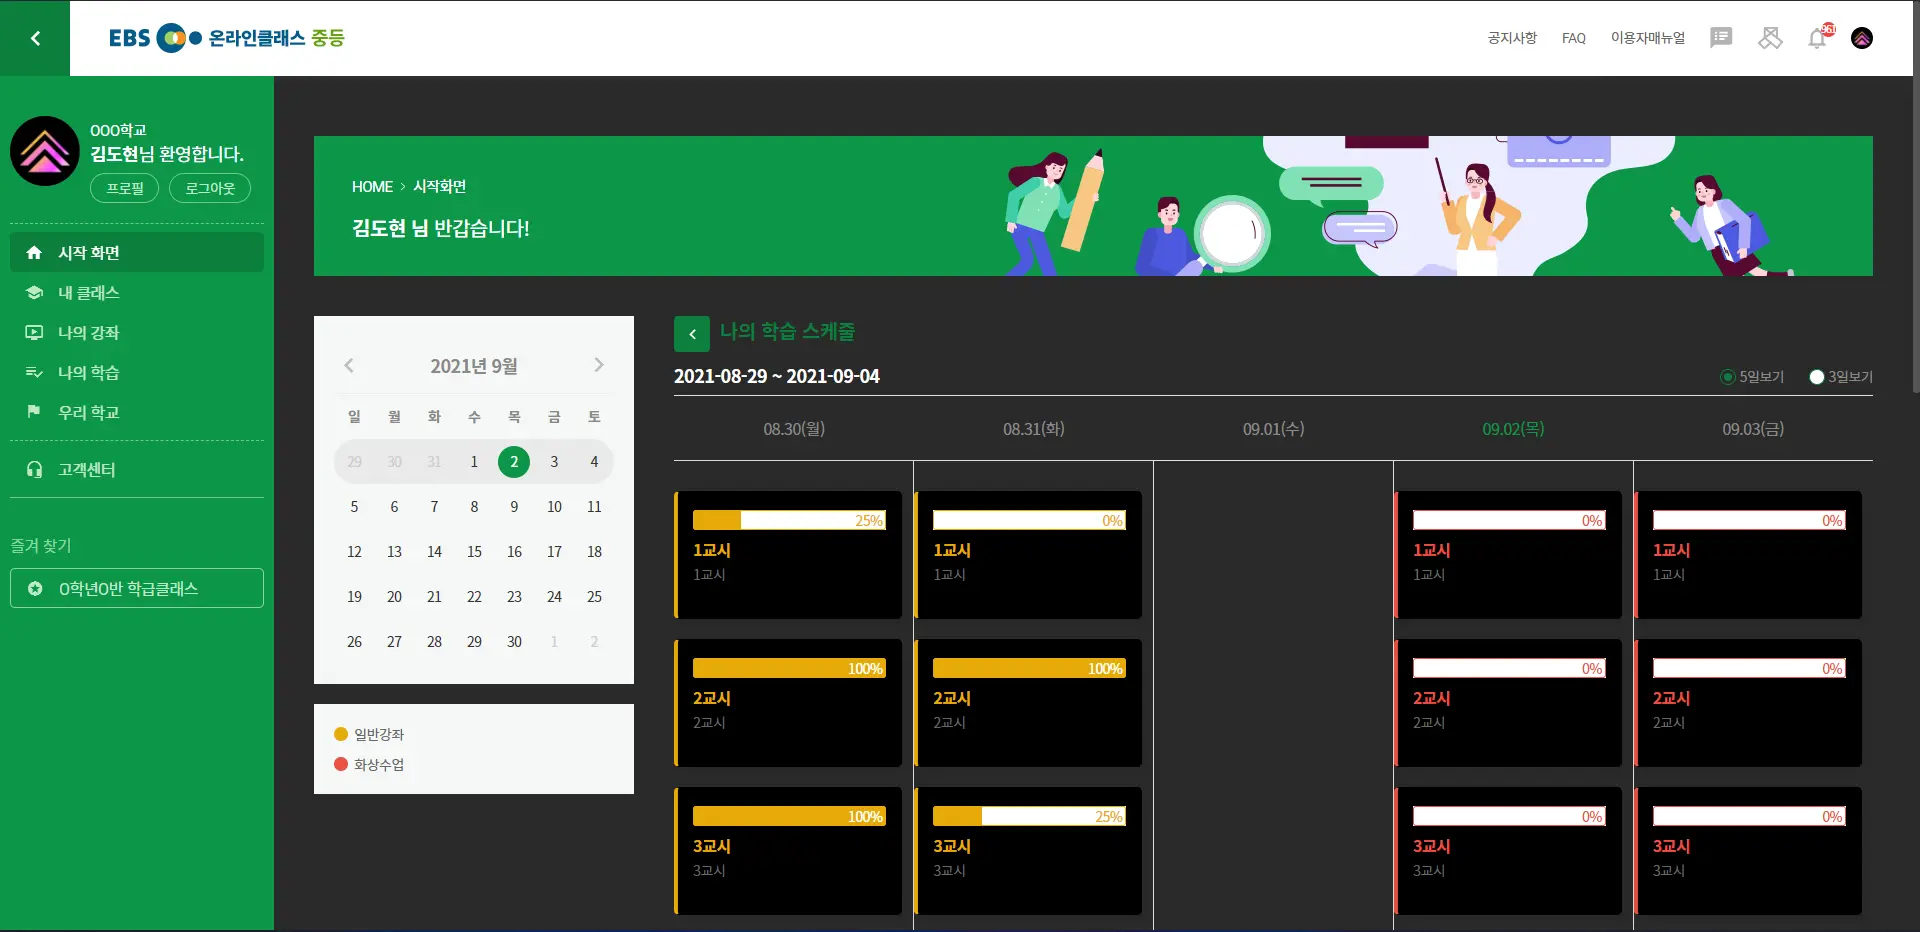 EBS 온라인클래스 중등
공지사항 FAQ 이용자매뉴얼 961
OOO학교
김도현님 환영합니다.
프로필 로그아웃
시작 화면
내 클래스
나의 강좌
나의 학습
우리 학교
고객센터
즐겨 찾기
0학년0반 학급클래스
HOME > 시작화면
김도현 님 반갑습니다!
2021년 9월
일 월 화 수 목 금 토
29 30 31 1 2 3 4
5 6 7 8 9 10 11
12 13 14 15 16 17 18
19 20 21 22 23 24 25
26 27 28 29 30 1 2
일반강좌
화상수업
나의 학습 스케줄
2021-08-29 ~ 2021-09-04
5일보기 3일보기
08.30(월) 08.31(화) 09.01(수) 09.02(목) 09.03(금)
25% 0% 0% 0%
1교시 1교시 1교시 1교시
1교시 1교시 1교시 1교시
100% 100% 0% 0%
2교시 2교시 2교시 2교시
2교시 2교시 2교시 2교시
100% 25% 0% 0%
3교시 3교시 3교시 3교시
3교시 3교시 3교시 3교시